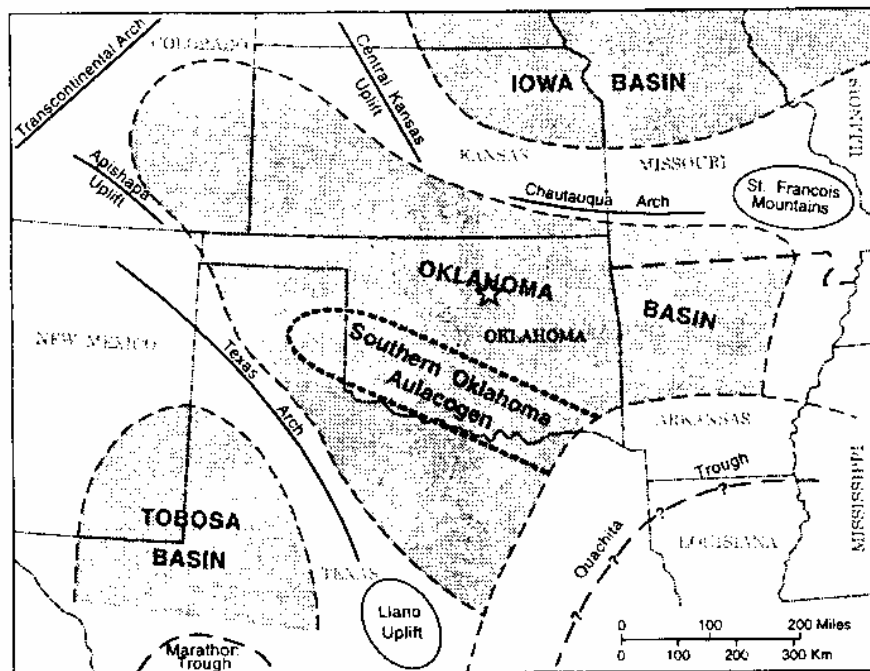 COLORADO
Transcontinental Arch
Central Kansas
Uplift
IOWA BASIN
ILLINOIS
KANSAS
MISSOURI
Apishapa
Uplift
St. Francois
Mountains
Chautauqua Arch
OKLAHOMA
BASIN
OKLAHOMA
NEW MEXICO
Texas
Arch
Southern Oklahoma
Aulacogen
ARKANSAS
MISSISSIPPI
Trough
Ouachita
?
?
?
?
LOUISIANA
TOBOSA
BASIN
TEXAS
Llano
Uplift
Marathon
Trough
0 100 200 Miles
0 100 200 300 Km